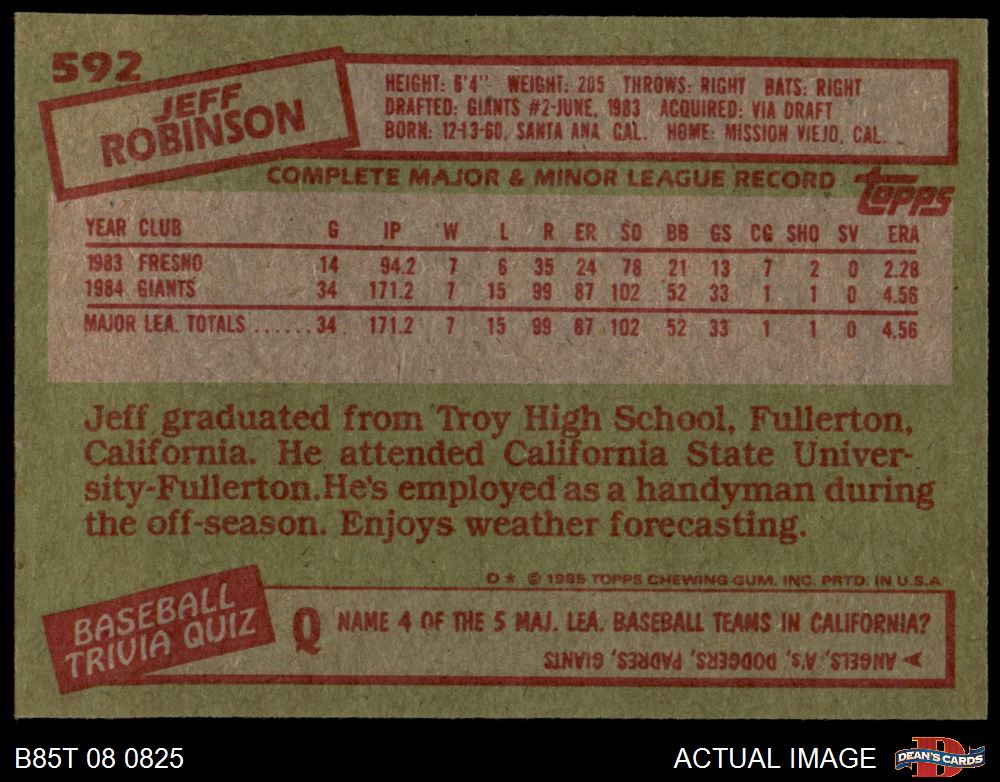 592
JEFF
ROBINSON
HEIGHT: 6'4" WEIGHT: 205 THROWS: RIGHT BATS: RIGHT
DRAFTED: GIANTS #2-JUNE, 1983 ACQUIRED: VIA DRAFT
BORN: 12-13-60, SANTA ANA CAL. HOME: MISSION VIEJO, CAL.
COMPLETE MAJOR & MINOR LEAGUE RECORD
topps
YEAR CLUB G IP W L R ER SO BB GS CG SHO SV ERA
1983 FRESNO 14 94.2 7 6 35 24 78 21 13 7 2 0 2.28
1984 GIANTS 34 171.2 7 15 99 87 102 52 33 1 1 0 4.56
MAJOR LEA. TOTALS ...... 34 171.2 7 15 99 87 102 52 33 1 1 0 4.56
Jeff graduated from Troy High School, Fullerton,
California. He attended California State Univer-
sity-Fullerton. He's employed as a handyman during
the off-season. Enjoys weather forecasting.
D* © 1985 TOPPS CHEWING GUM, INC. PRTD. IN U.S.A.
BASEBALL
TRIVIA QUIZ
Q NAME 4 OF THE 5 MAJ. LEA. BASEBALL TEAMS IN CALIFORNIA?
A ANGELS, A'S, DODGERS, PADRES, GIANTS
B85T 08 0825
ACTUAL IMAGE
D
DEAN'S CARDS